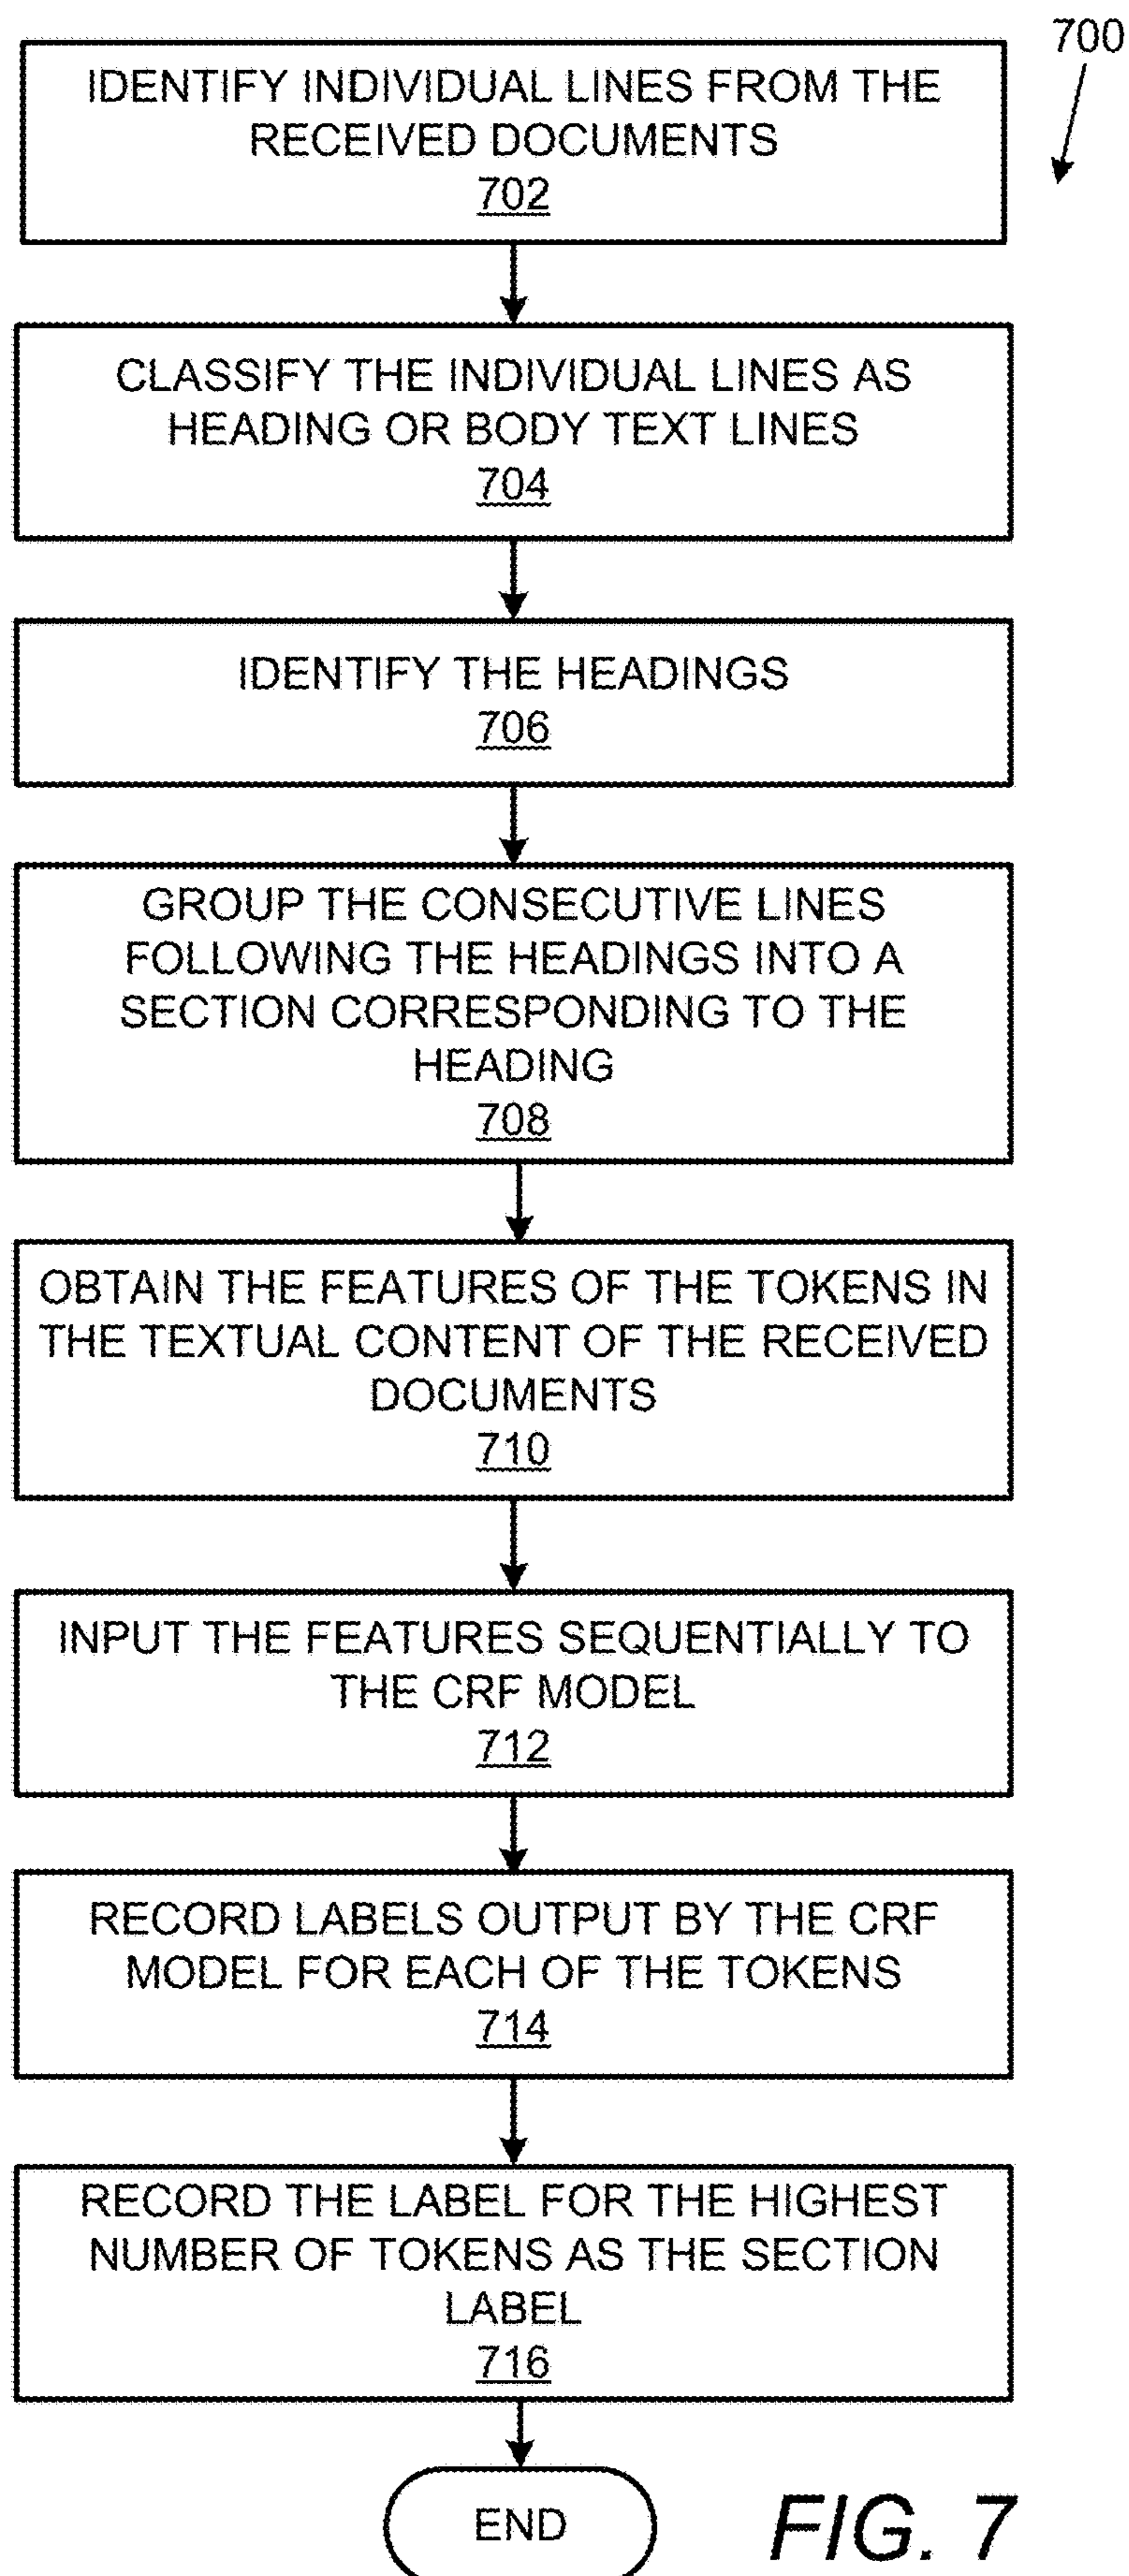 700
IDENTIFY INDIVIDUAL LINES FROM THE
RECEIVED DOCUMENTS
702
CLASSIFY THE INDIVIDUAL LINES AS
HEADING OR BODY TEXT LINES
704
IDENTIFY THE HEADINGS
706
GROUP THE CONSECUTIVE LINES
FOLLOWING THE HEADINGS INTO A
SECTION CORRESPONDING TO THE
HEADING
708
OBTAIN THE FEATURES OF THE TOKENS IN
THE TEXTUAL CONTENT OF THE RECEIVED
DOCUMENTS
710
INPUT THE FEATURES SEQUENTIALLY TO
THE CRF MODEL
712
RECORD LABELS OUTPUT BY THE CRF
MODEL FOR EACH OF THE TOKENS
714
RECORD THE LABEL FOR THE HIGHEST
NUMBER OF TOKENS AS THE SECTION
LABEL
716
END
FIG. 7